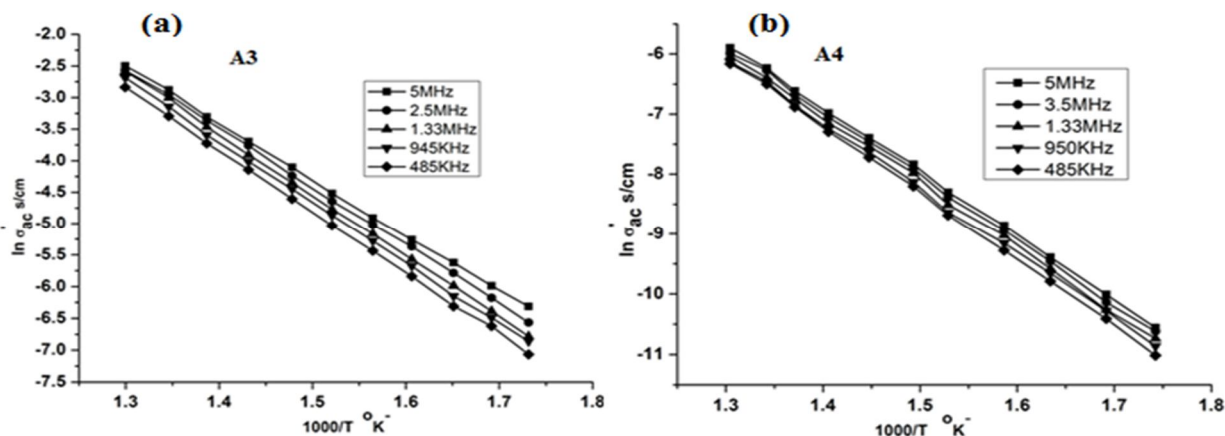 (a)
A3
5MHz
2.5MHz
1.33MHz
945KHz
485KHz
-2.0
-2.5
-3.0
-3.5
-4.0
-4.5
-5.0
-5.5
-6.0
-6.5
-7.0
-7.5
ln σ'ac s/cm
1.3
1.4
1.5
1.6
1.7
1.8
1000/T °K-
(b)
A4
5MHz
3.5MHz
1.33MHz
950KHz
485KHz
-6
-7
-8
-9
-10
-11
ln σ'ac s/cm
1.3
1.4
1.5
1.6
1.7
1.8
1000/T °K-